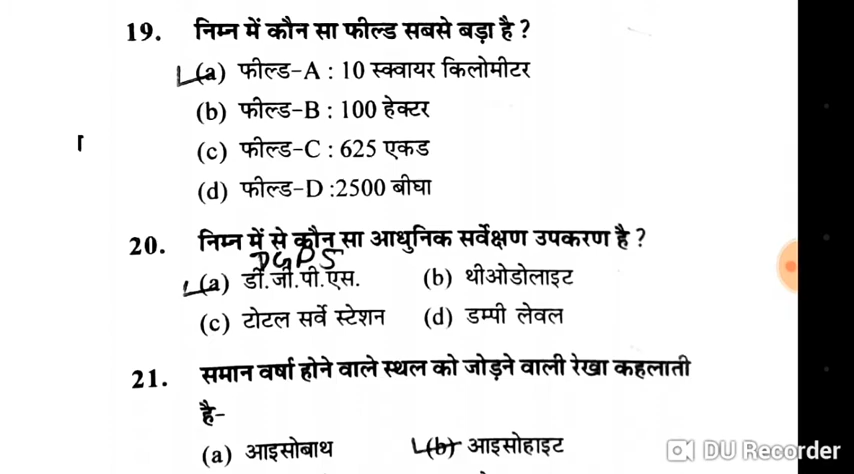 19. निम्न में कौन सा फील्ड सबसे बड़ा है ?
(a) फील्ड-A : 10 स्क्वायर किलोमीटर
(b) फील्ड-B : 100 हेक्टर
(c) फील्ड-C : 625 एकड
(d) फील्ड-D :2500 बीघा
20. निम्न में से कौन सा आधुनिक सर्वेक्षण उपकरण है ?
DGPS
(a) डी.जी.पी.एस. (b) थीओडोलाइट
(c) टोटल सर्वे स्टेशन (d) डम्पी लेवल
21. समान वर्षा होने वाले स्थल को जोड़ने वाली रेखा कहलाती
है-
(a) आइसोबाथ (b) आइसोहाइट
DU Recorder